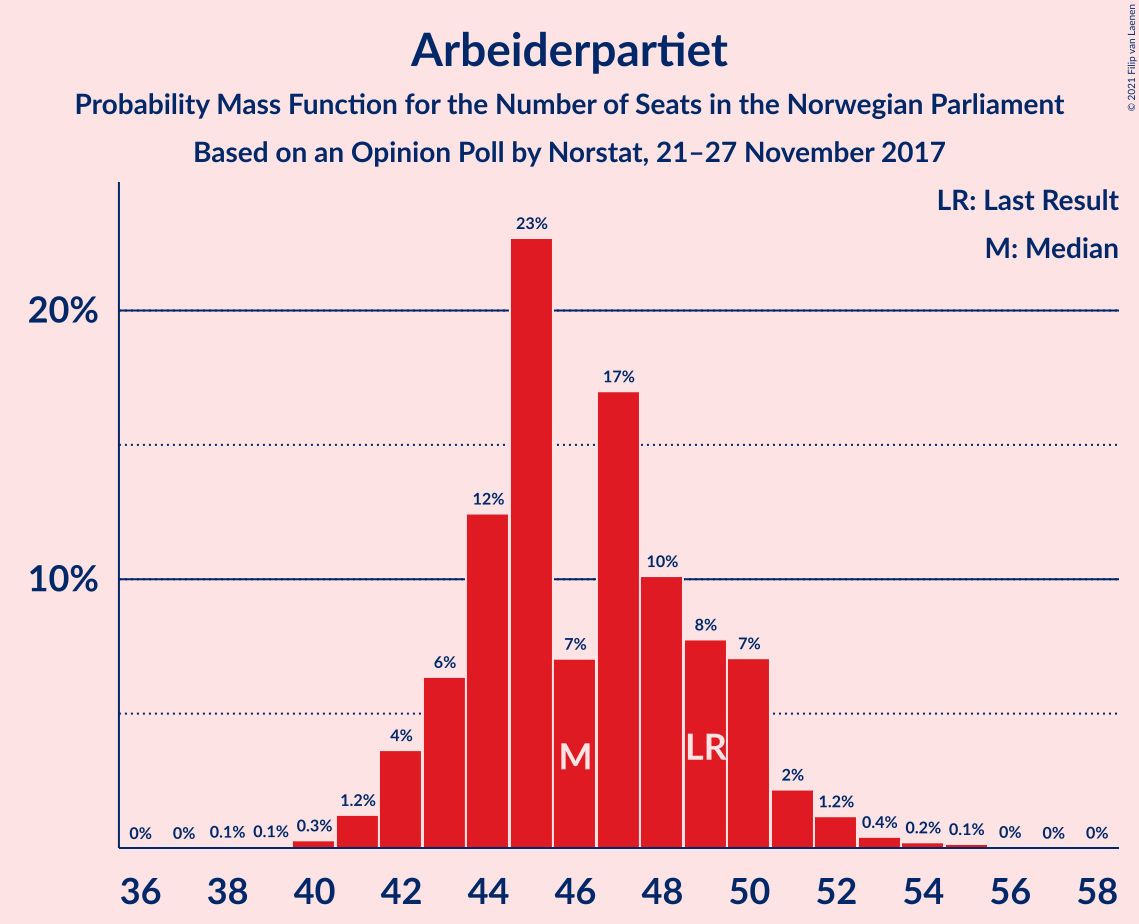 © 2021 Filip van Laenen
Arbeiderpartiet
Probability Mass Function for the Number of Seats in the Norwegian Parliament
Based on an Opinion Poll by Norstat, 21–27 November 2017
LR: Last Result
M: Median
20%
10%
0% 0% 0.1% 0.1% 0.3% 1.2% 4% 6% 12% 23% 7% 17% 10% 8% 7% 2% 1.2% 0.4% 0.2% 0.1% 0% 0% 0%
M LR
36 38 40 42 44 46 48 50 52 54 56 58